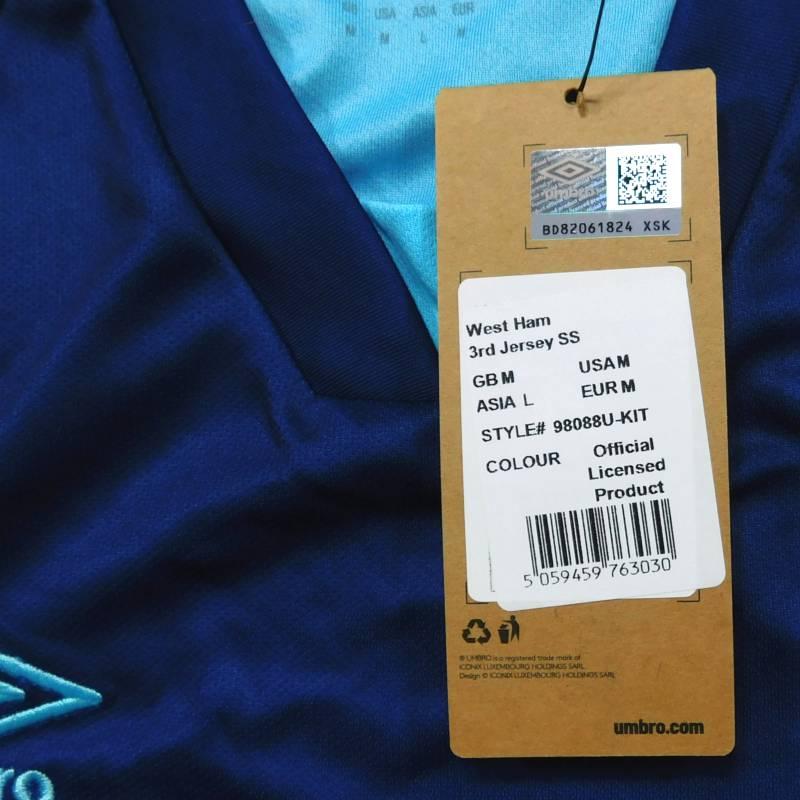 GB USA ASIA EUR
M M L M
umbro
BD82061824 XSK
West Ham
3rd Jersey SS
GB M USA M
ASIA L EUR M
STYLE# 98088U-KIT
COLOUR Official
Licensed
Product
5 059459 763030
® UMBRO is a registered trade mark of
ICONIX LUXEMBOURG HOLDINGS SARL.
Design © ICONIX LUXEMBOURG HOLDINGS SARL
umbro.com